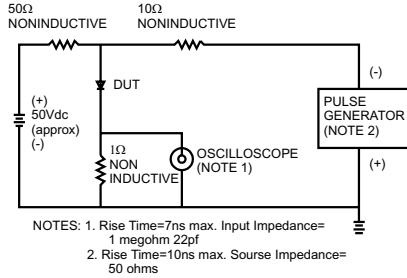 50Ω
NONINDUCTIVE
10Ω
NONINDUCTIVE
(+)
50Vdc
(approx)
(-)
DUT
1Ω
NON
INDUCTIVE
OSCILLOSCOPE
(NOTE 1)
(-)
PULSE
GENERATOR
(NOTE 2)
(+)
NOTES: 1. Rise Time=7ns max. Input Impedance=
1 megohm 22pf
2. Rise Time=10ns max. Sourse Impedance=
50 ohms